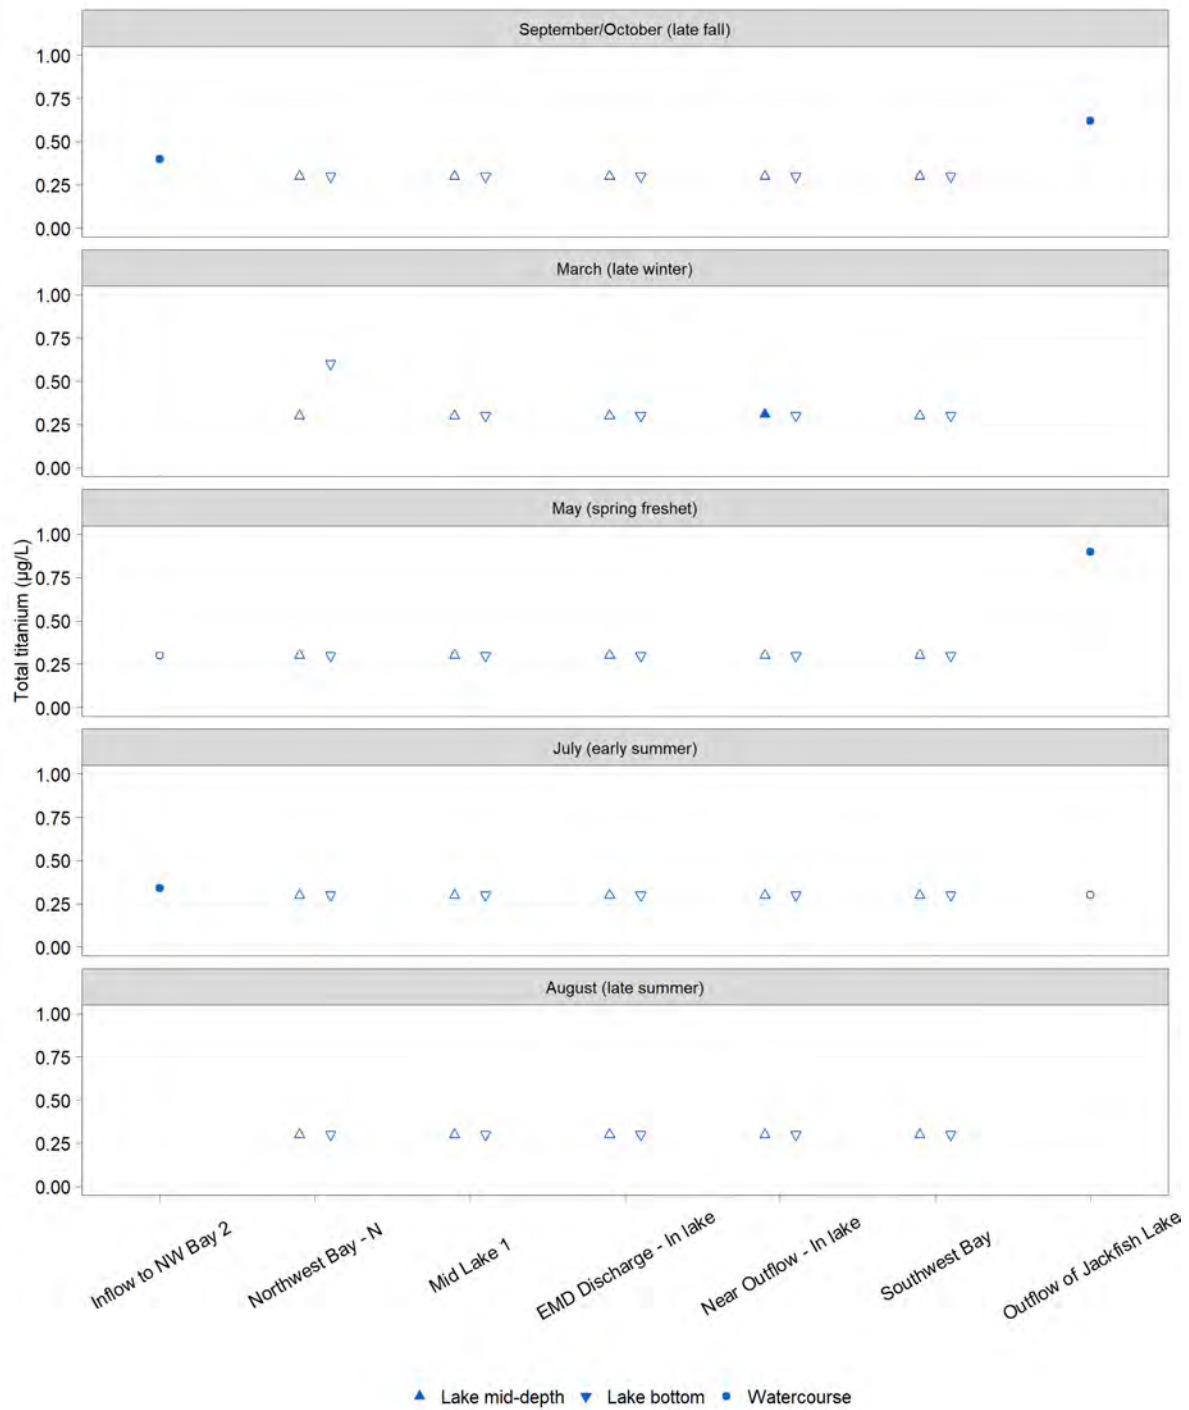 September/October (late fall)
1.00
0.75
0.50
0.25
0.00
March (late winter)
1.00
0.75
0.50
0.25
0.00
May (spring freshet)
1.00
0.75
0.50
0.25
0.00
Total titanium (µg/L)
July (early summer)
1.00
0.75
0.50
0.25
0.00
August (late summer)
1.00
0.75
0.50
0.25
0.00
Inflow to NW Bay 2
Northwest Bay - N
Mid Lake 1
EMD Discharge - In lake
Near Outflow - In lake
Southwest Bay
Outflow of Jackfish Lake
Lake mid-depth Lake bottom Watercourse